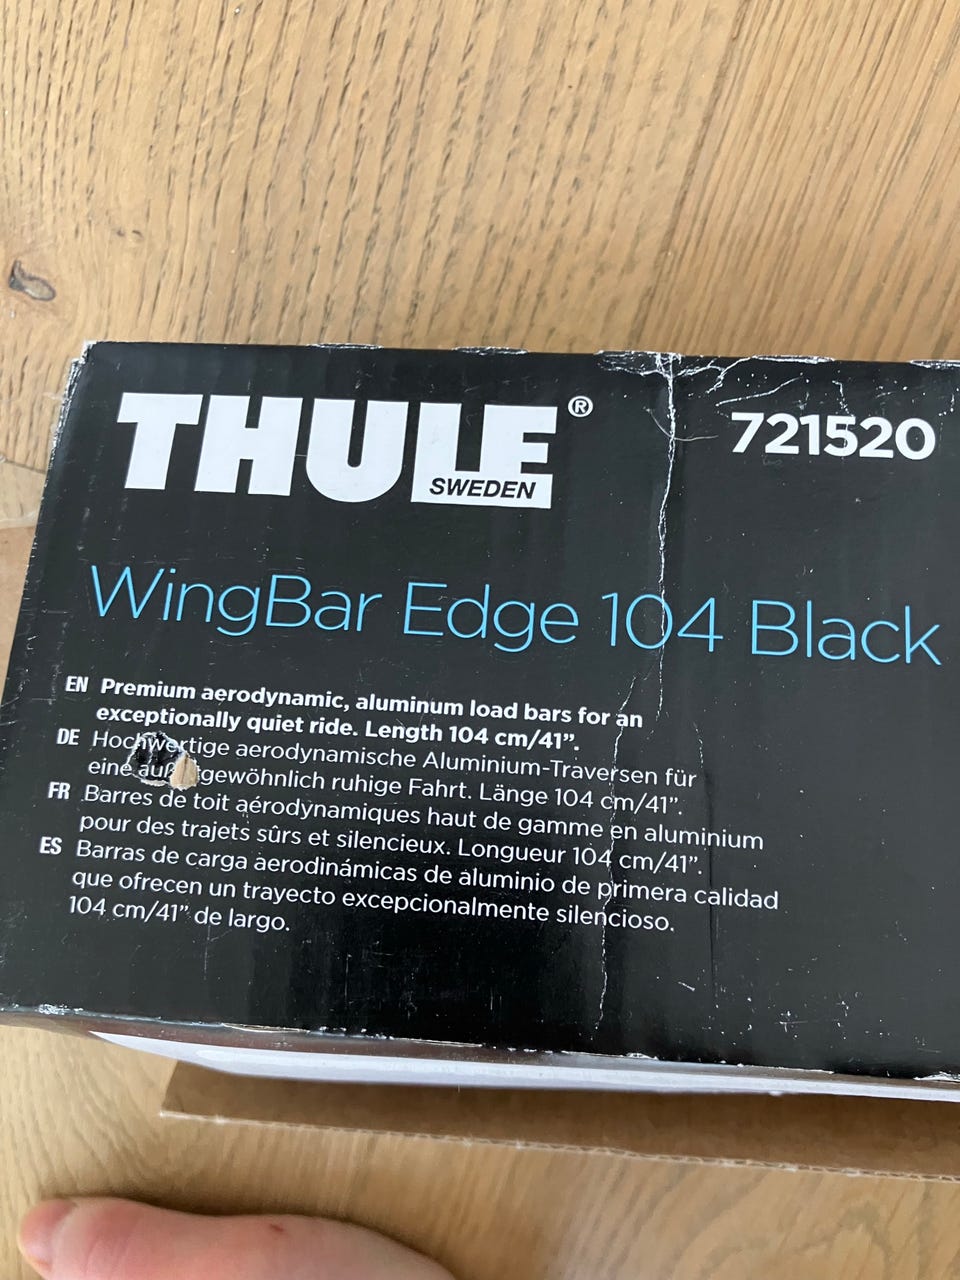 THULE®
SWEDEN
721520
WingBar Edge 104 Black
EN Premium aerodynamic, aluminum load bars for an
exceptionally quiet ride. Length 104 cm/41”.
DE Hochwertige aerodynamische Aluminium-Traversen für
eine gewöhnlich ruhige Fahrt. Länge 104 cm/41”.
FR Barres de toit aérodynamiques haut de gamme en aluminium
pour des trajets sûrs et silencieux. Longueur 104 cm/41”.
ES Barras de carga aerodinámicas de aluminio de primera calidad
que ofrecen un trayecto excepcionalmente silencioso.
104 cm/41” de largo.